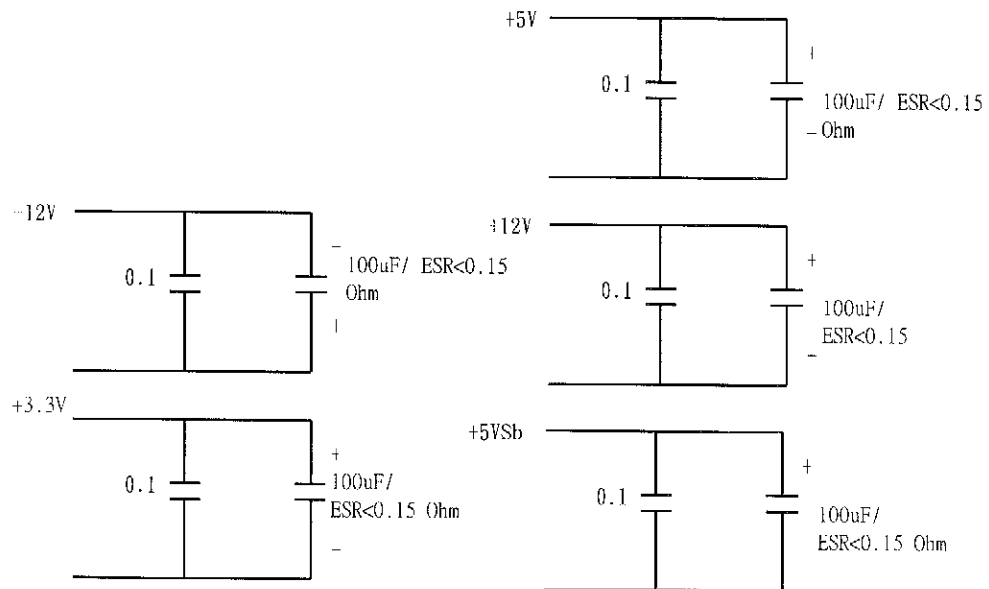 +5V
+
0.1
100uF/ ESR<0.15
- Ohm
-12V
-
0.1
100uF/ ESR<0.15
Ohm
+
+12V
+
0.1
100uF/
ESR<0.15
-
+3.3V
+
0.1
100uF/
ESR<0.15 Ohm
-
+5VSb
+
0.1
100uF/
ESR<0.15 Ohm